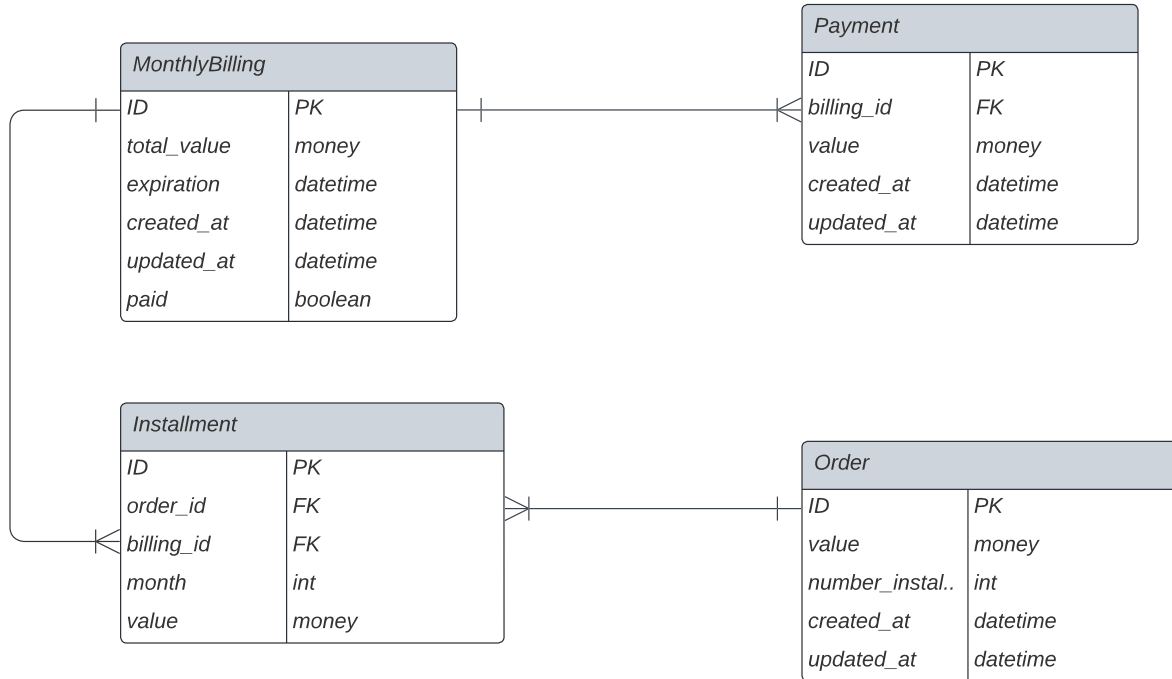 MonthlyBilling
ID PK
total_value money
expiration datetime
created_at datetime
updated_at datetime
paid boolean
Payment
ID PK
billing_id FK
value money
created_at datetime
updated_at datetime
Installment
ID PK
order_id FK
billing_id FK
month int
value money
Order
ID PK
value money
number_instal.. int
created_at datetime
updated_at datetime